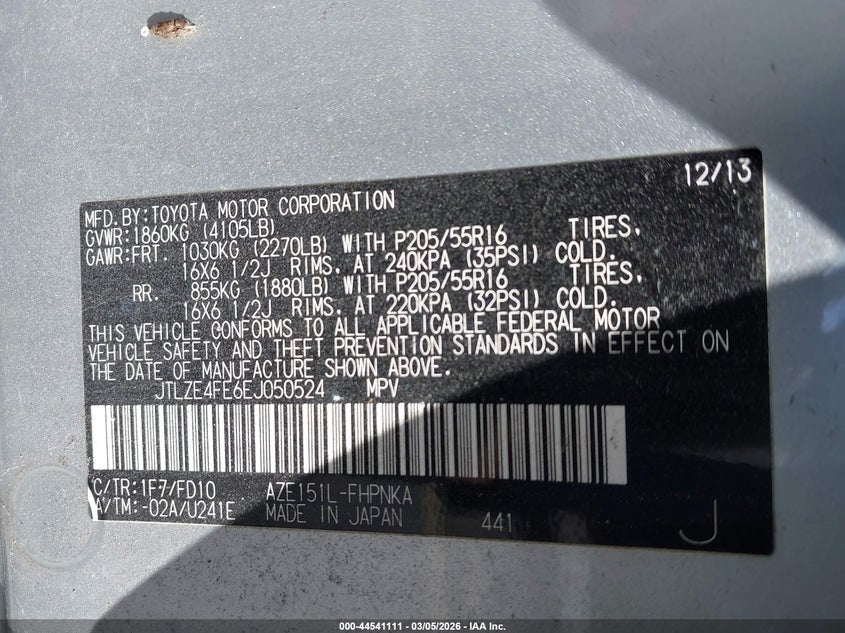 12/13
MFD.BY:TOYOTA MOTOR CORPORATION
GVWR:1860KG (4105LB)
GAWR:FRT. 1030KG (2270LB) WITH P205/55R16 TIRES,
16X6 1/2J RIMS, AT 240KPA (35PSI) COLD.
RR. 855KG (1880LB) WITH P205/55R16 TIRES,
16X6 1/2J RIMS, AT 220KPA (32PSI) COLD.
THIS VEHICLE CONFORMS TO ALL APPLICABLE FEDERAL MOTOR
VEHICLE SAFETY AND THEFT PREVENTION STANDARDS IN EFFECT ON
THE DATE OF MANUFACTURE SHOWN ABOVE.
JTLZE4FE6EJ050524 MPV
C/TR:1F7/FD10 AZE151L-FHPNKA
A/TM:-02A/U241E MADE IN JAPAN 441 J
000-44541111 - 03/05/2026 - IAA Inc.